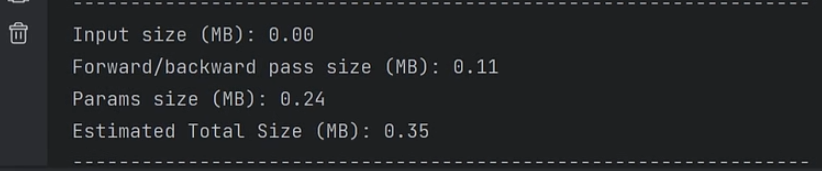 ----------------------------------------------------------------
Input size (MB): 0.00
Forward/backward pass size (MB): 0.11
Params size (MB): 0.24
Estimated Total Size (MB): 0.35
----------------------------------------------------------------